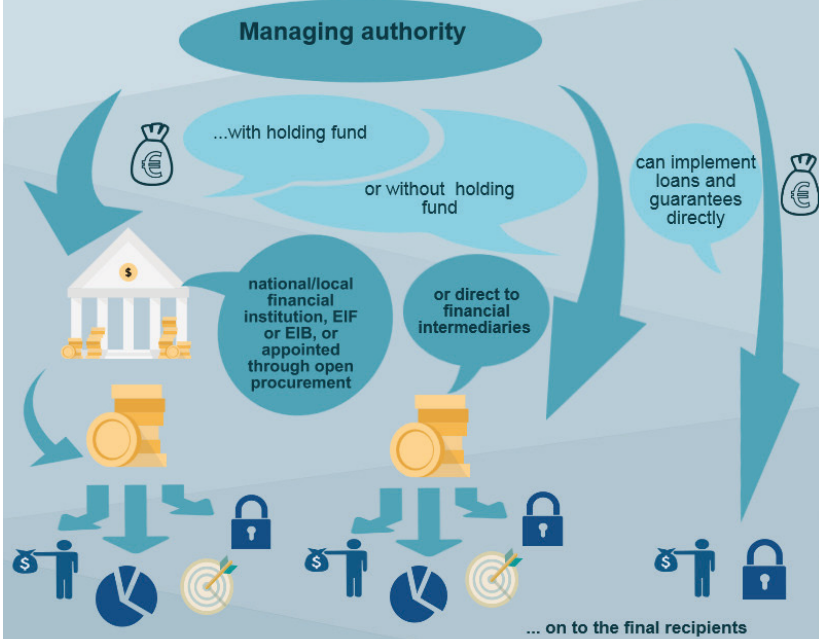 Managing authority
...with holding fund
or without holding
fund
can implement
loans and
guarantees
directly
€
€
$
national/local
financial
institution, EIF
or EIB, or
appointed
through open
procurement
or direct to
financial
intermediaries
$
$
$
... on to the final recipients